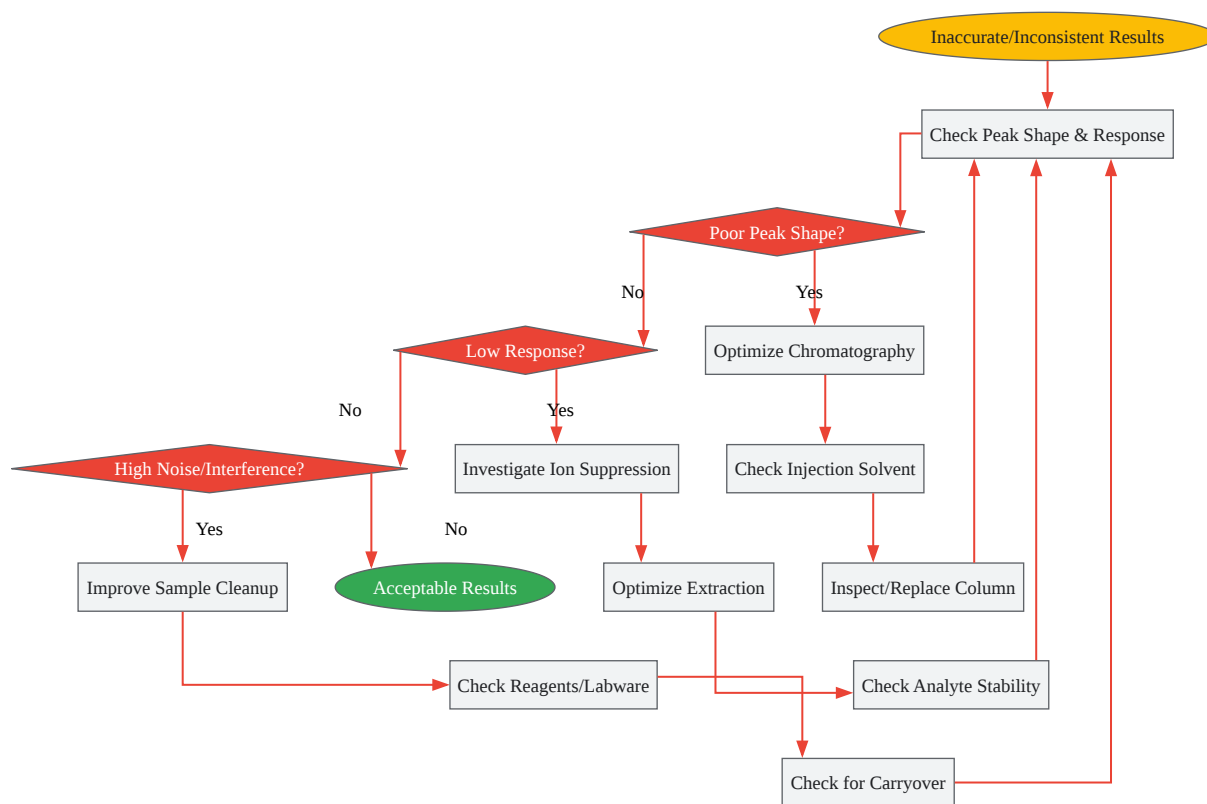 Inaccurate/Inconsistent Results
Check Peak Shape & Response
Poor Peak Shape?
No
Yes
Low Response?
Optimize Chromatography
No
Yes
High Noise/Interference?
Investigate Ion Suppression
Check Injection Solvent
Yes
No
Improve Sample Cleanup
Acceptable Results
Optimize Extraction
Inspect/Replace Column
Check Reagents/Labware
Check Analyte Stability
Check for Carryover